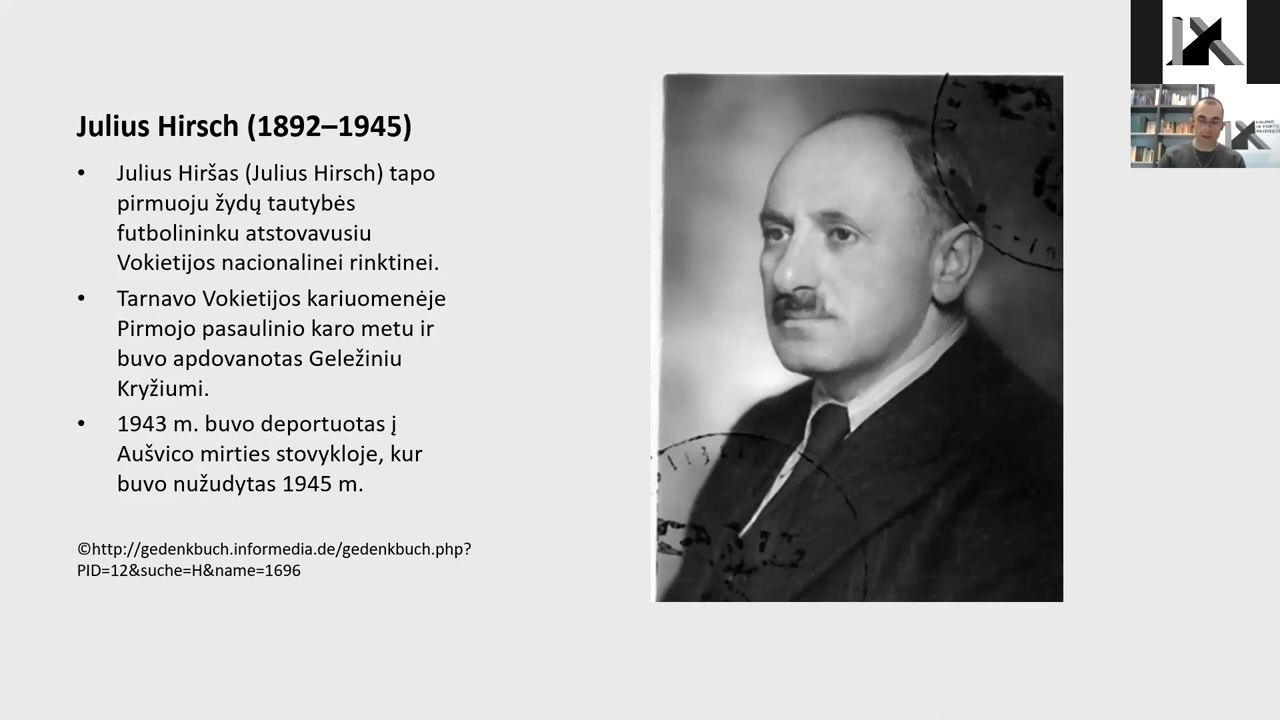 Julius Hirsch (1892–1945)
• Julius Hiršas (Julius Hirsch) tapo
pirmuoju žydų tautybės
futbolininku atstovavusiu
Vokietijos nacionalinei rinktinei.
• Tarnavo Vokietijos kariuomenėje
Pirmojo pasaulinio karo metu ir
buvo apdovanotas Geležiniu
Kryžiumi.
• 1943 m. buvo deportuotas į
Aušvico mirties stovykloje, kur
buvo nužudytas 1945 m.
©http://gedenkbuch.informedia.de/gedenkbuch.php?
PID=12&suche=H&name=1696